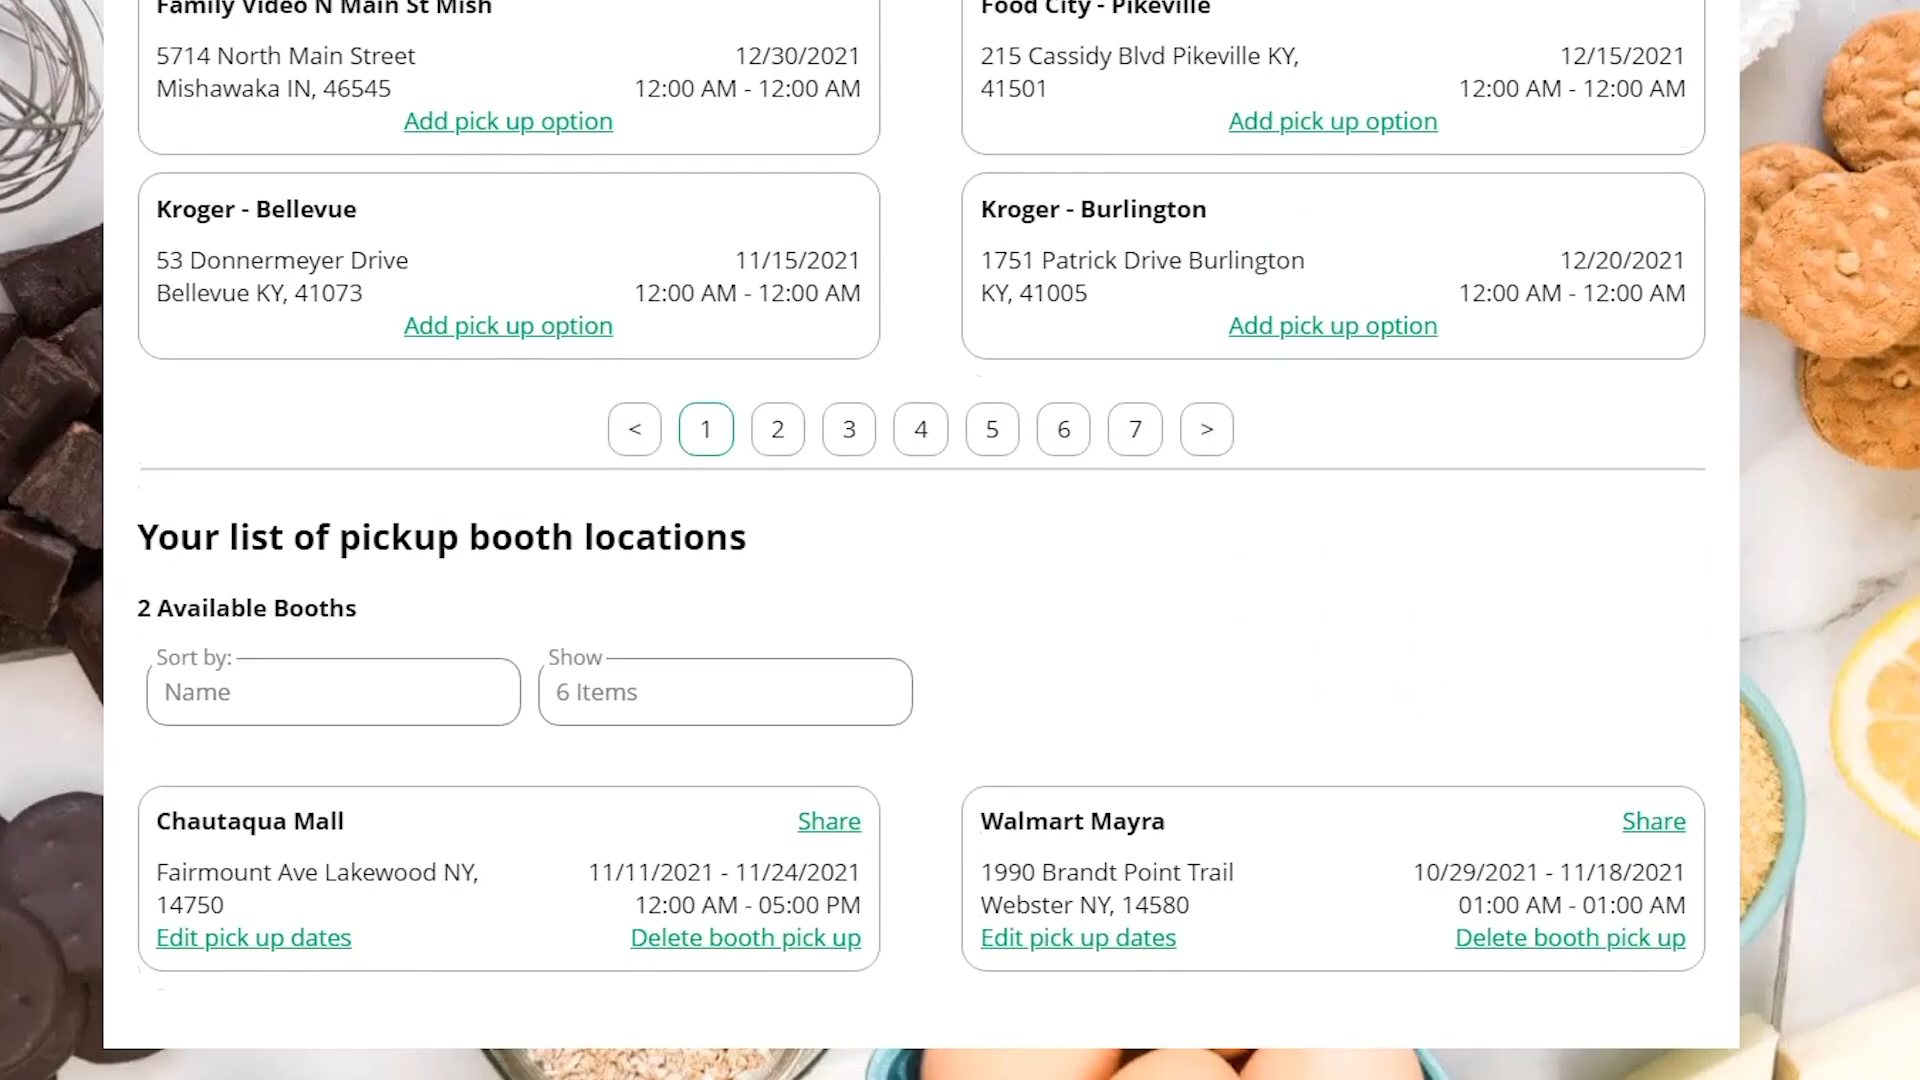 Family Video N Main St Mish
5714 North Main Street
Mishawaka IN, 46545
12/30/2021
12:00 AM - 12:00 AM
Add pick up option
Food City - Pikeville
215 Cassidy Blvd Pikeville KY,
41501
12/15/2021
12:00 AM - 12:00 AM
Add pick up option
Kroger - Bellevue
53 Donnermeyer Drive
Bellevue KY, 41073
11/15/2021
12:00 AM - 12:00 AM
Add pick up option
Kroger - Burlington
1751 Patrick Drive Burlington
KY, 41005
12/20/2021
12:00 AM - 12:00 AM
Add pick up option
< 1 2 3 4 5 6 7 >
Your list of pickup booth locations
2 Available Booths
Sort by:
Name
Show
6 Items
Chautaqua Mall
Share
Fairmount Ave Lakewood NY,
14750
11/11/2021 - 11/24/2021
12:00 AM - 05:00 PM
Edit pick up dates
Delete booth pick up
Walmart Mayra
Share
1990 Brandt Point Trail
Webster NY, 14580
10/29/2021 - 11/18/2021
01:00 AM - 01:00 AM
Edit pick up dates
Delete booth pick up